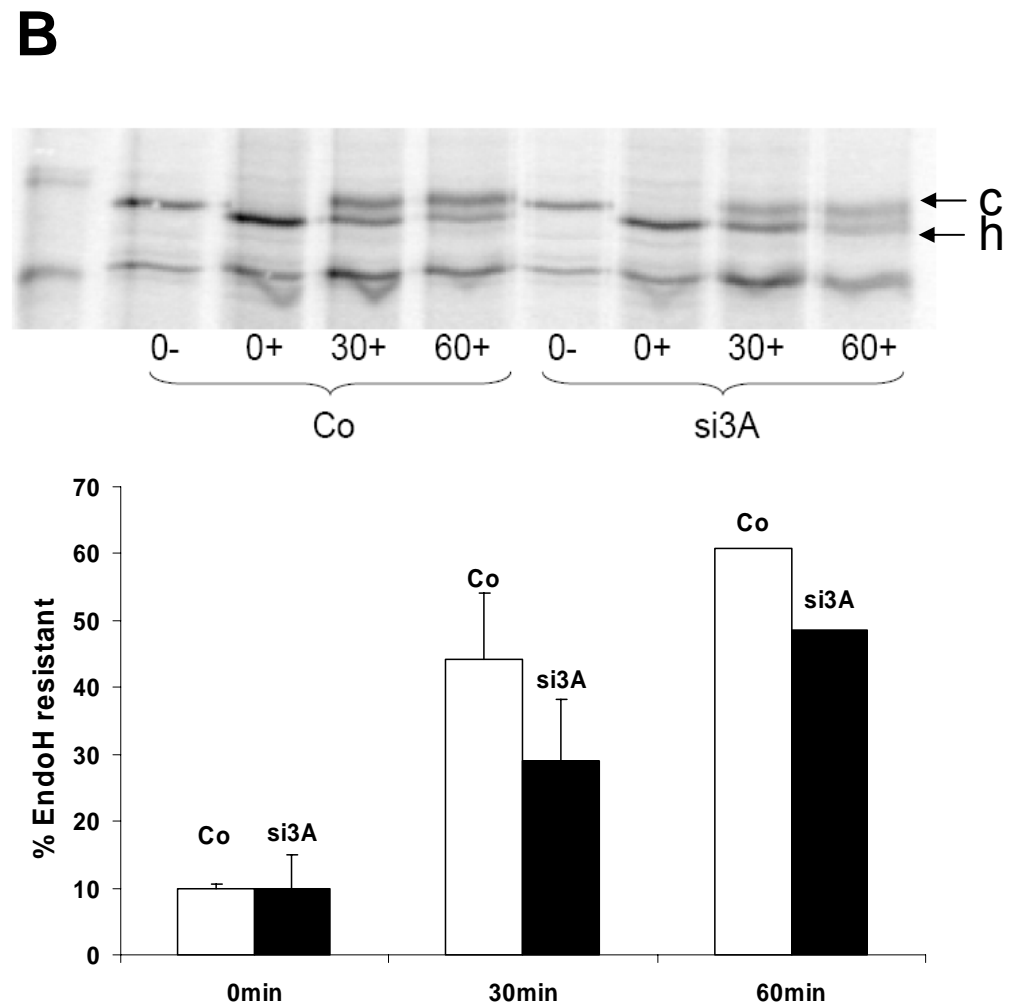 B
c
h
0- 0+ 30+ 60+ 0- 0+ 30+ 60+
Co si3A
70
60
50
40
30
20
10
0
% EndoH resistant
Co si3A
Co
si3A
Co
si3A
0min 30min 60min